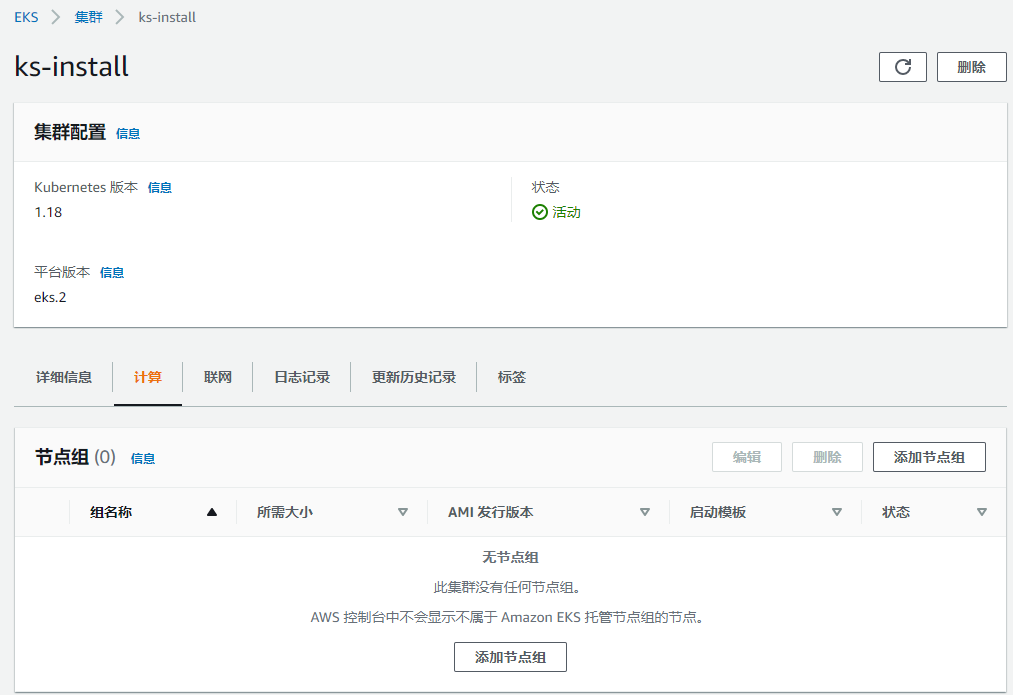 EKS 集群 ks-install
ks-install
删除
集群配置 信息
Kubernetes 版本 信息
1.18
状态
活动
平台版本 信息
eks.2
详细信息 计算 联网 日志记录 更新历史记录 标签
节点组 (0) 信息 编辑 删除 添加节点组
组名称 所需大小 AMI 发行版本 启动模板 状态
无节点组
此集群没有任何节点组。
AWS 控制台中不会显示不属于 Amazon EKS 托管节点组的节点。
添加节点组